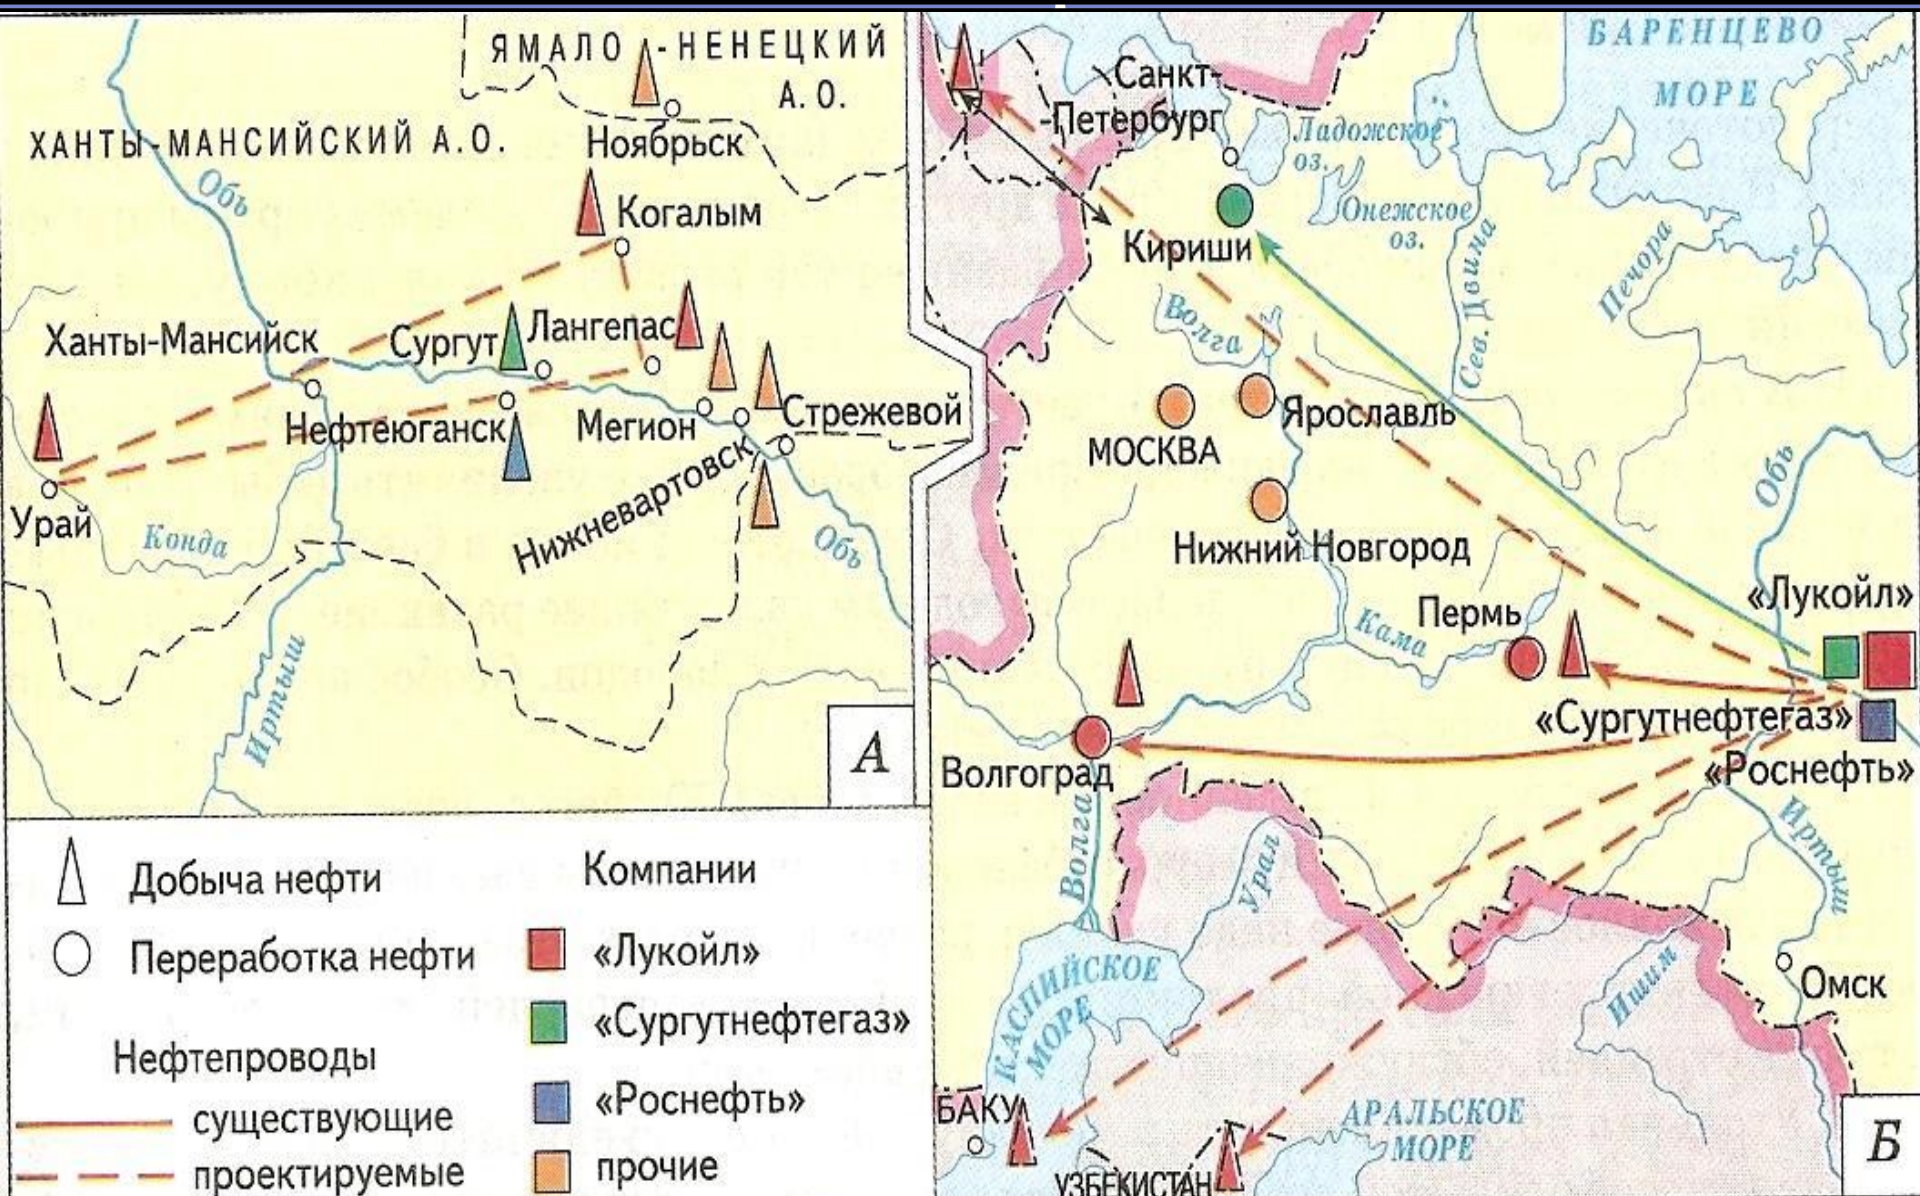 ЯМАЛО-НЕНЕЦКИЙ
А. О.
ХАНТЫ-МАНСИЙСКИЙ А.О.
Ноябрьск
Обь
Когалым
Ханты-Мансийск
Сургут
Лангепас
Нефтеюганск
Мегион
Стрежевой
Нижневартовск
Урай
Конда
Обь
Иртыш
А
Добыча нефти
Переработка нефти
Нефтепроводы
существующие
проектируемые
Компании
«Лукойл»
«Сургутнефтегаз»
«Роснефть»
прочие
БАРЕНЦЕВО
МОРЕ
Санкт-
-Петербург
Ладожское
оз.
Онежское
оз.
Кириши
Волга
Сев. Двина
Печора
Ярославль
МОСКВА
Обь
Нижний Новгород
«Лукойл»
Пермь
Кама
«Сургутнефтегаз»
«Роснефть»
Волгоград
Волга
Урал
Иртыш
КАСПИЙСКОЕ
МОРЕ
Ишим
Омск
БАКУ
АРАЛЬСКОЕ
МОРЕ
УЗБЕКИСТАН
Б